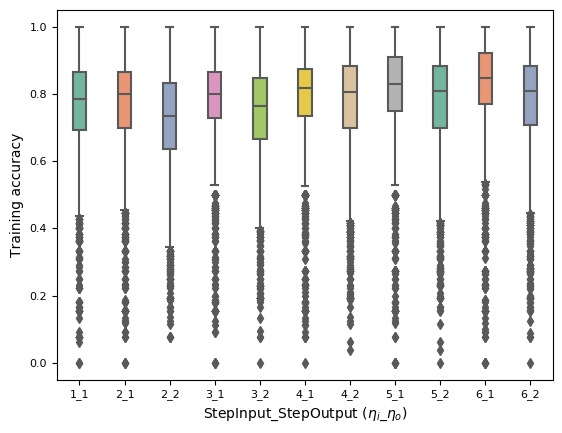 1.0
0.8
0.6
0.4
0.2
0.0
Training accuracy
1_1 2_1 2_2 3_1 3_2 4_1 4_2 5_1 5_2 6_1 6_2
StepInput_StepOutput (ηᵢ_ηₒ)